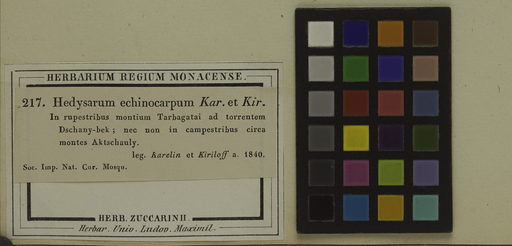 HERBARIUM REGIUM MONACENSE.
217. Hedysarum echinocarpum Kar. et Kir.
In rupestribus montium Tarbagatai ad torrentem
Dschany-bek; nec non in campestribus circa
montes Aktschauly.
leg. Karelin et Kiriloff a. 1840.
Soc. Imp. Nat. Cur. Mosqu.
HERB. ZUCCARINII.
Herbar. Univ. Ludov. Maximil.